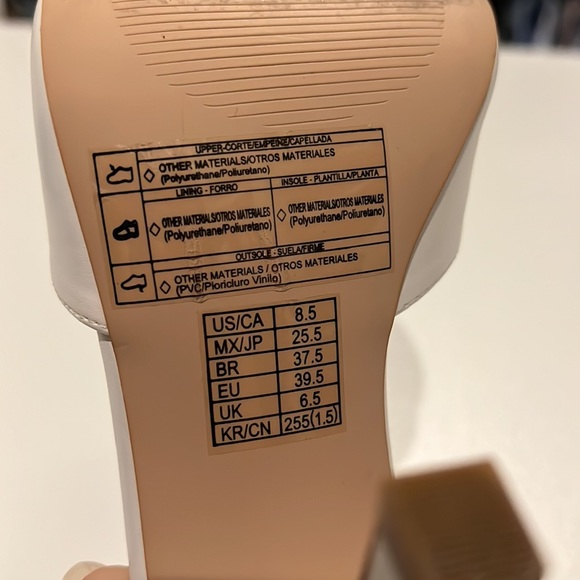 UPPER-CORTE/EMPEINE/CAPELLADA
◇ OTHER MATERIALS/OTROS MATERIALES
(Polyurethane/Poliuretano)
LINING - FORRO
INSOLE - PLANTILLA/PLANTA
◇ OTHER MATERIALS/OTROS MATERIALES
(Polyurethane/Poliuretano)
◇ OTHER MATERIALS/OTROS MATERIALES
(Polyurethane/Poliuretano)
OUTSOLE - SUELA/FIRME
◇ OTHER MATERIALS / OTROS MATERIALES
(PVC/Ploricluro Vinilo)
US/CA 8.5
MX/JP 25.5
BR 37.5
EU 39.5
UK 6.5
KR/CN 255(1.5)